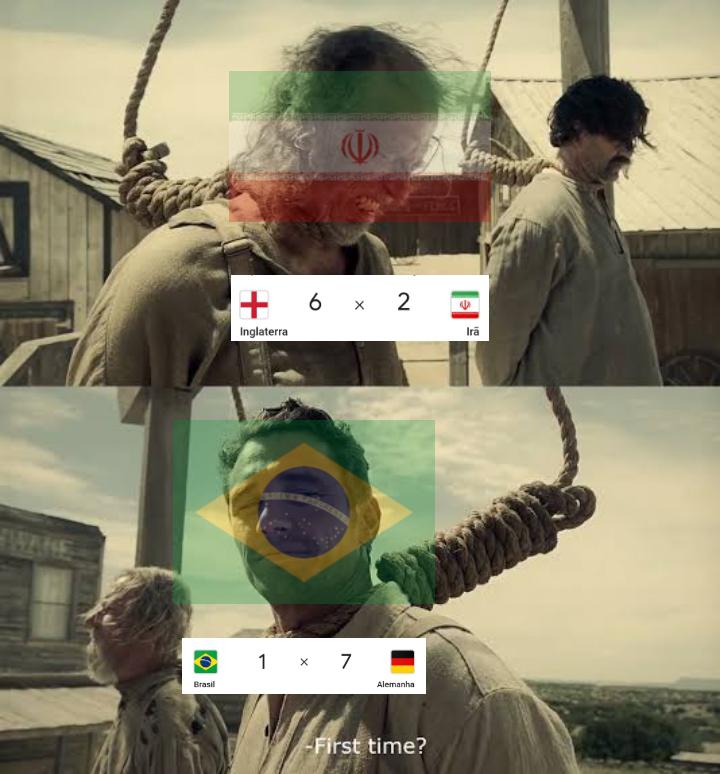 6 × 2
Inglaterra Irã
1 × 7
Brasil Alemanha
-First time?